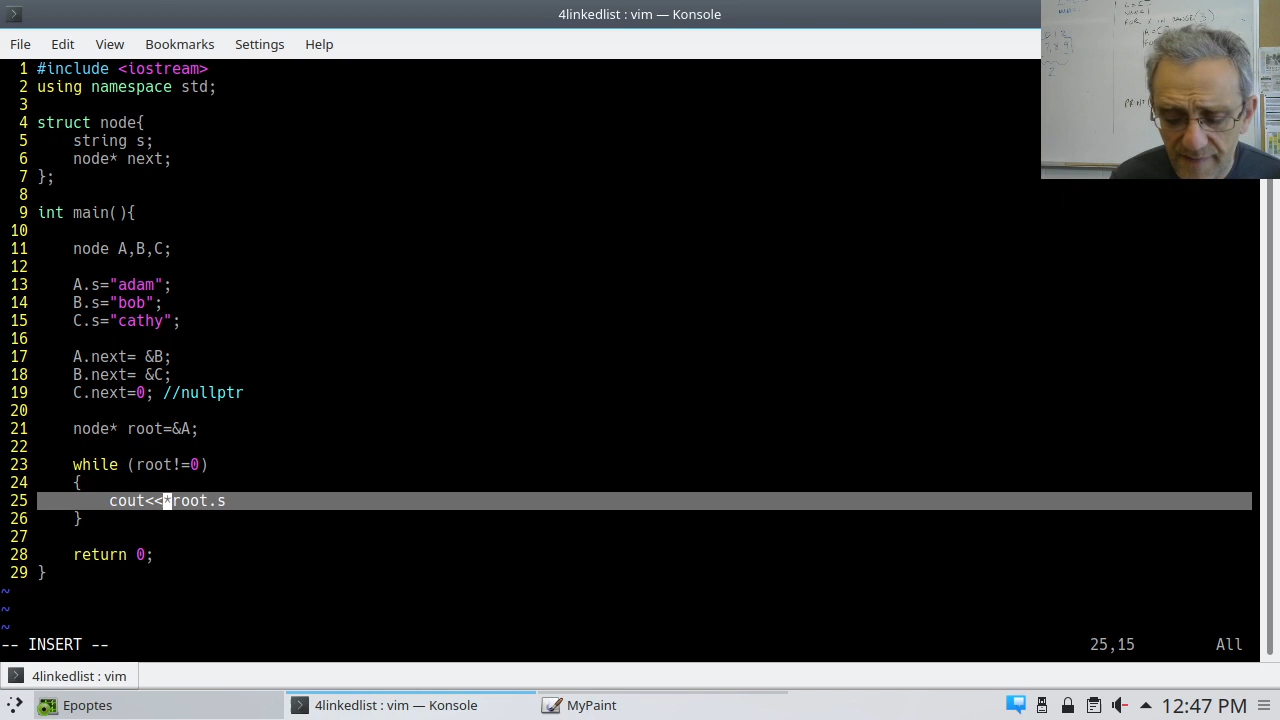 4linkedlist : vim — Konsole
File Edit View Bookmarks Settings Help
1 #include <iostream>
2 using namespace std;
3
4 struct node{
5 string s;
6 node* next;
7 };
8
9 int main(){
10
11 node A,B,C;
12
13 A.s="adam";
14 B.s="bob";
15 C.s="cathy";
16
17 A.next= &B;
18 B.next= &C;
19 C.next=0; //nullptr
20
21 node* root=&A;
22
23 while (root!=0)
24 {
25 cout<<*root.s
26 }
27
28 return 0;
29 }
~
~
~
-- INSERT -- 25,15 All
4linkedlist : vim
Epoptes 4linkedlist : vim — Konsole MyPaint 12:47 PM